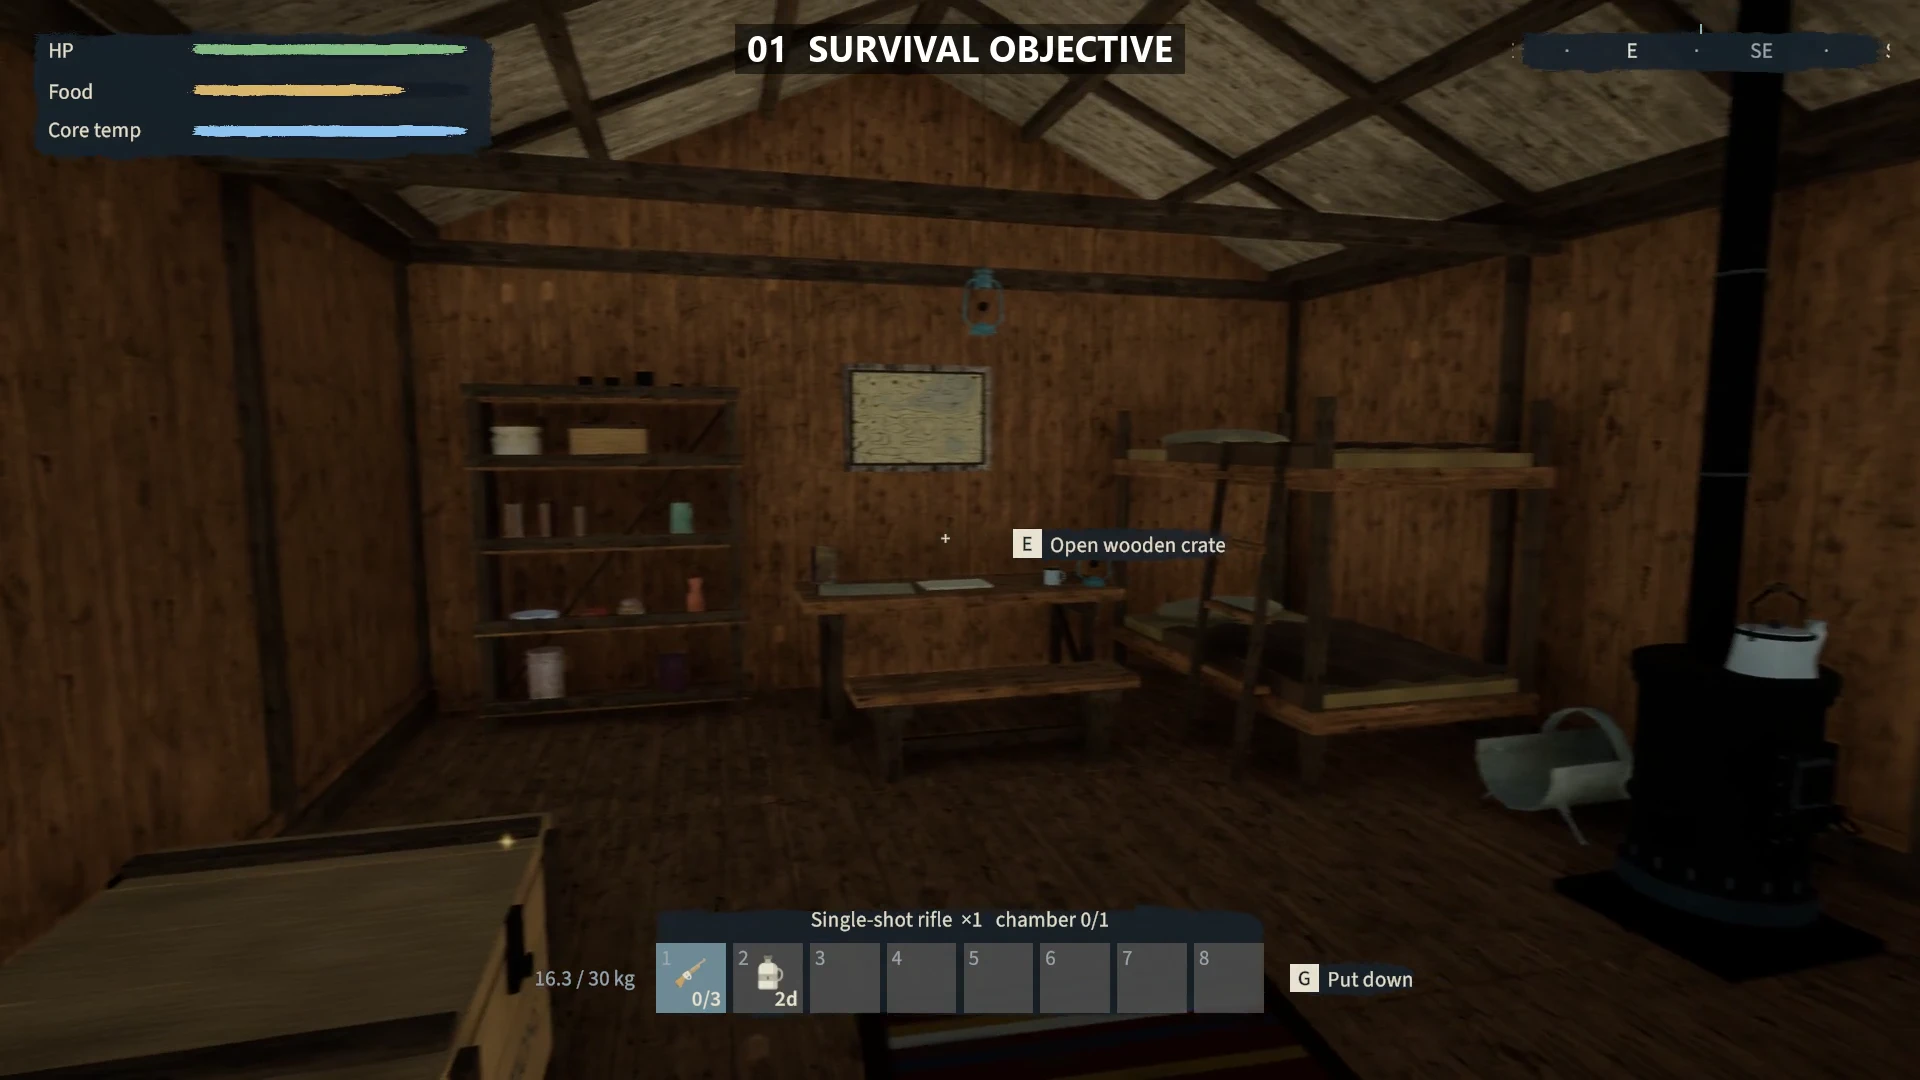 HP
Food
Core temp
01 SURVIVAL OBJECTIVE
E
SE
E Open wooden crate
Single-shot rifle ×1 chamber 0/1
16.3 / 30 kg
1 2 3 4 5 6 7 8
0/3 2d
G Put down